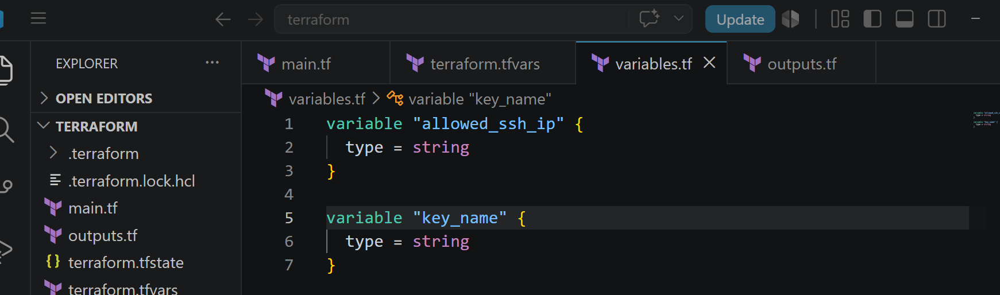 terraform
Update
EXPLORER ...
OPEN EDITORS
TERRAFORM
.terraform
.terraform.lock.hcl
main.tf
outputs.tf
{} terraform.tfstate
terraform.tfvars
main.tf
terraform.tfvars
variables.tf
outputs.tf
variables.tf > variable "key_name"
1 variable "allowed_ssh_ip" {
2   type = string
3 }
4
5 variable "key_name" {
6   type = string
7 }